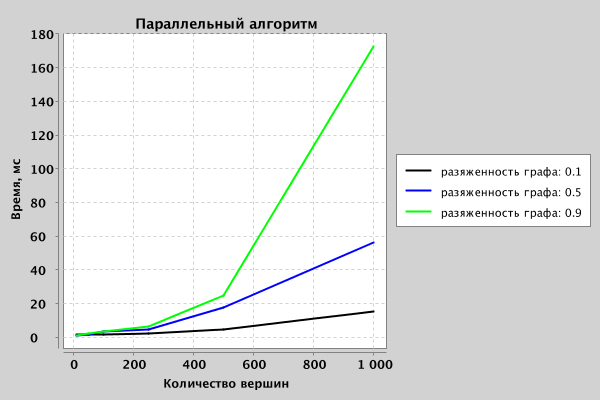 Параллельный алгоритм
180
160
140
120
100
80
60
40
20
0
Время, мс
0 200 400 600 800 1 000
Количество вершин
разяженность графа: 0.1
разяженность графа: 0.5
разяженность графа: 0.9